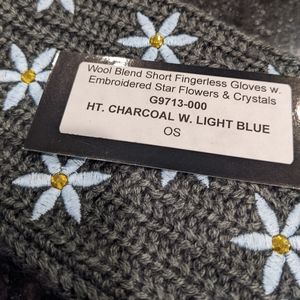 Wool Blend Short Fingerless Gloves w.
Embroidered Star Flowers & Crystals
G9713-000
HT. CHARCOAL W. LIGHT BLUE
OS